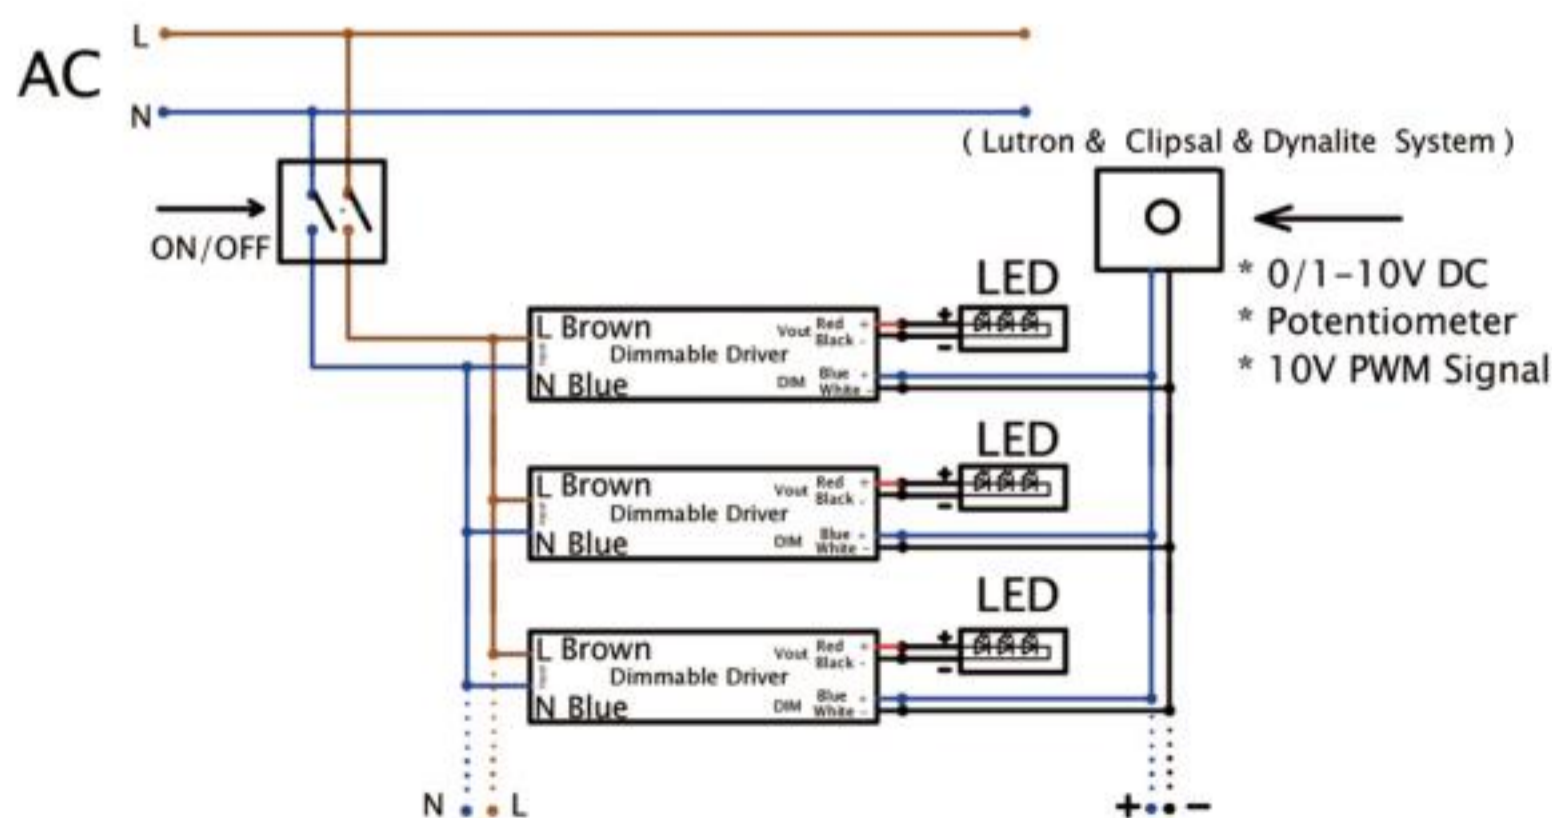 L
AC
N
( Lutron & Clipsal & Dynalite System )
ON/OFF
* 0/1-10V DC
* Potentiometer
* 10V PWM Signal
LED
L Brown
Vout Red +
Black -
Dimmable Driver
N Blue
DIM Blue +
White -
+
-
LED
L Brown
Vout Red +
Black -
Dimmable Driver
N Blue
DIM Blue +
White -
+
-
LED
L Brown
Vout Red +
Black -
Dimmable Driver
N Blue
DIM Blue +
White -
+
-
N L
+ -